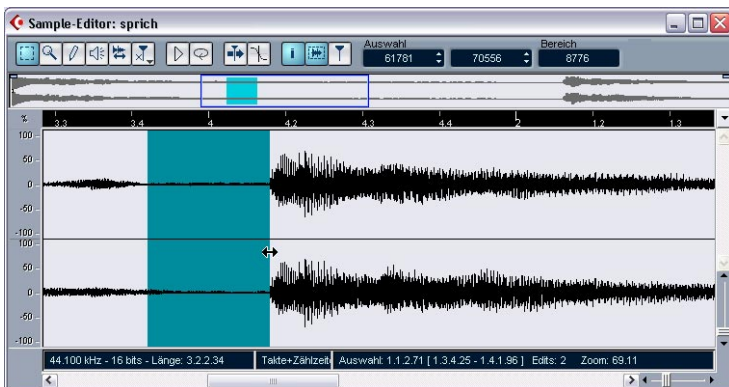 Sample-Editor: sprich
Auswahl Bereich
61781 70556 8776
% 3.3 3.4 4 4.2 4.3 4.4 2 1.2 1.3
100
50
0
-50
-100
100
50
0
-50
-100
44.100 kHz - 16 bits - Länge: 3.2.2.34 Takte+Zählzeit Auswahl: 1.1.2.71 [ 1.3.4.25 - 1.4.1.96 ] Edits: 2 Zoom: 69.11